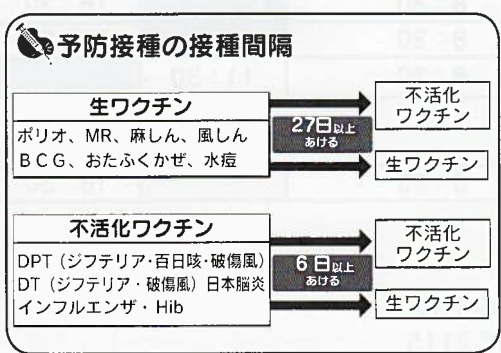 予防接種の接種間隔
生ワクチン
ポリオ、MR、麻しん、風しん
BCG、おたふくかぜ、水痘
27日以上
あける
不活化
ワクチン
生ワクチン
不活化ワクチン
DPT（ジフテリア・百日咳・破傷風）
DT（ジフテリア・破傷風）日本脳炎
インフルエンザ・Hib
6日以上
あける
不活化
ワクチン
生ワクチン